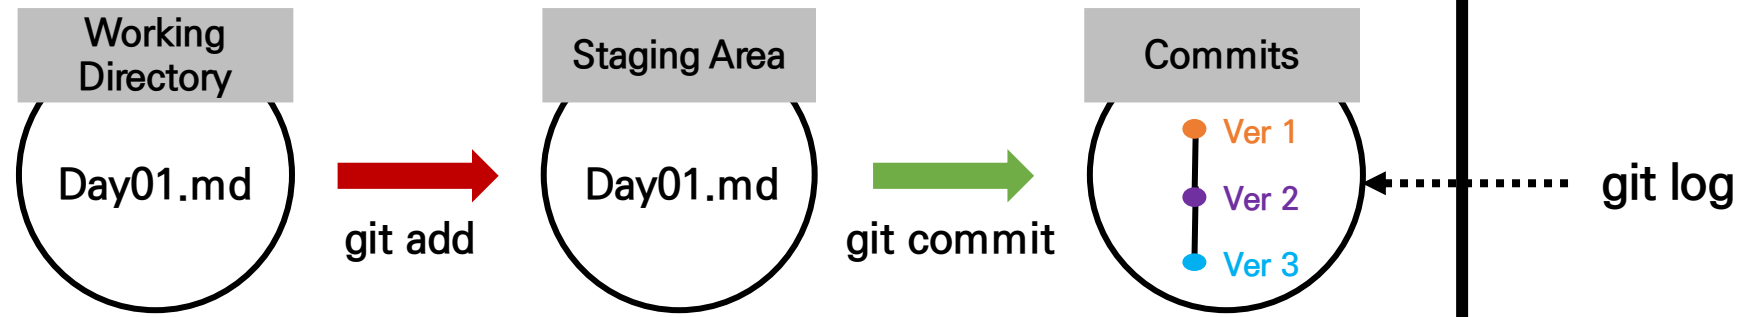 Working
Directory
Staging Area
Commits
Day01.md
git add
Day01.md
git commit
Ver 1
Ver 2
Ver 3
git log